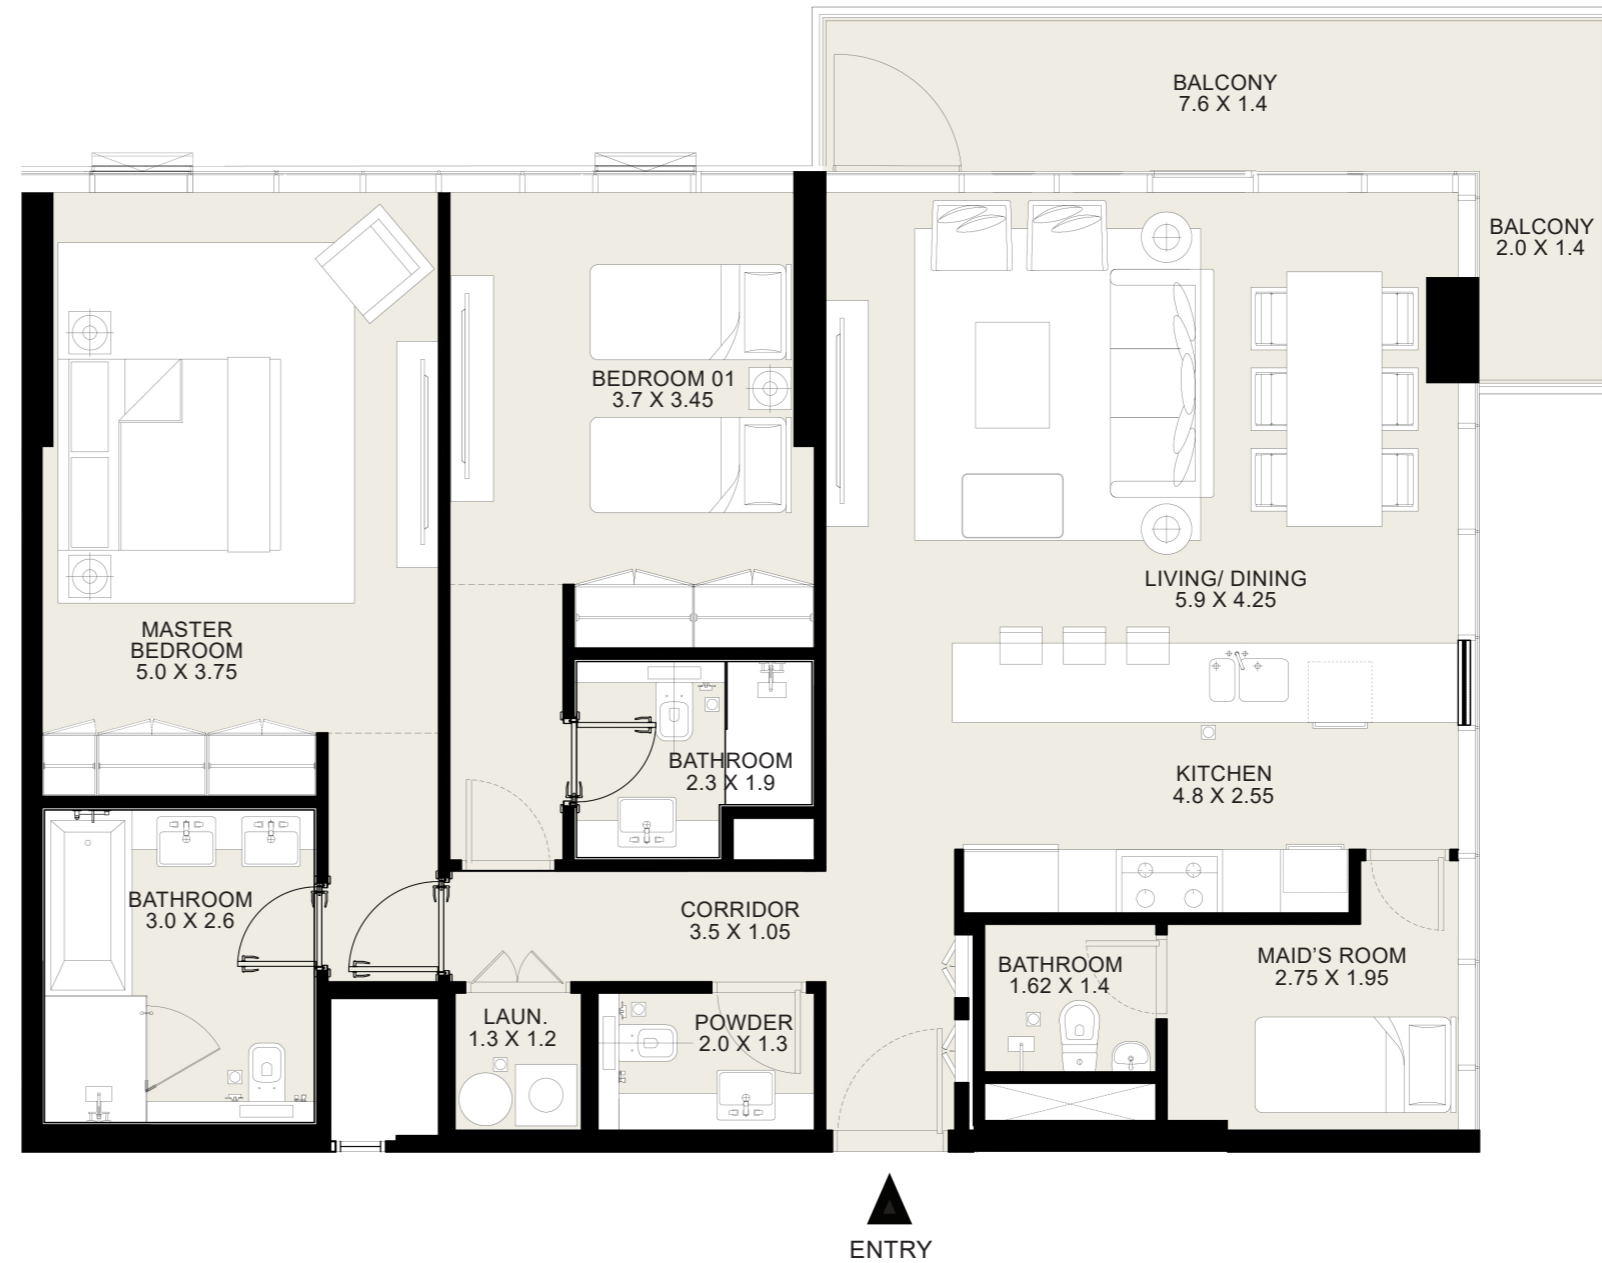 BALCONY
7.6 X 1.4
BALCONY
2.0 X 1.4
BEDROOM 01
3.7 X 3.45
LIVING/ DINING
5.9 X 4.25
MASTER
BEDROOM
5.0 X 3.75
BATHROOM
2.3 X 1.9
KITCHEN
4.8 X 2.55
BATHROOM
3.0 X 2.6
CORRIDOR
3.5 X 1.05
BATHROOM
1.62 X 1.4
MAID'S ROOM
2.75 X 1.95
LAUN.
1.3 X 1.2
POWDER
2.0 X 1.3
ENTRY